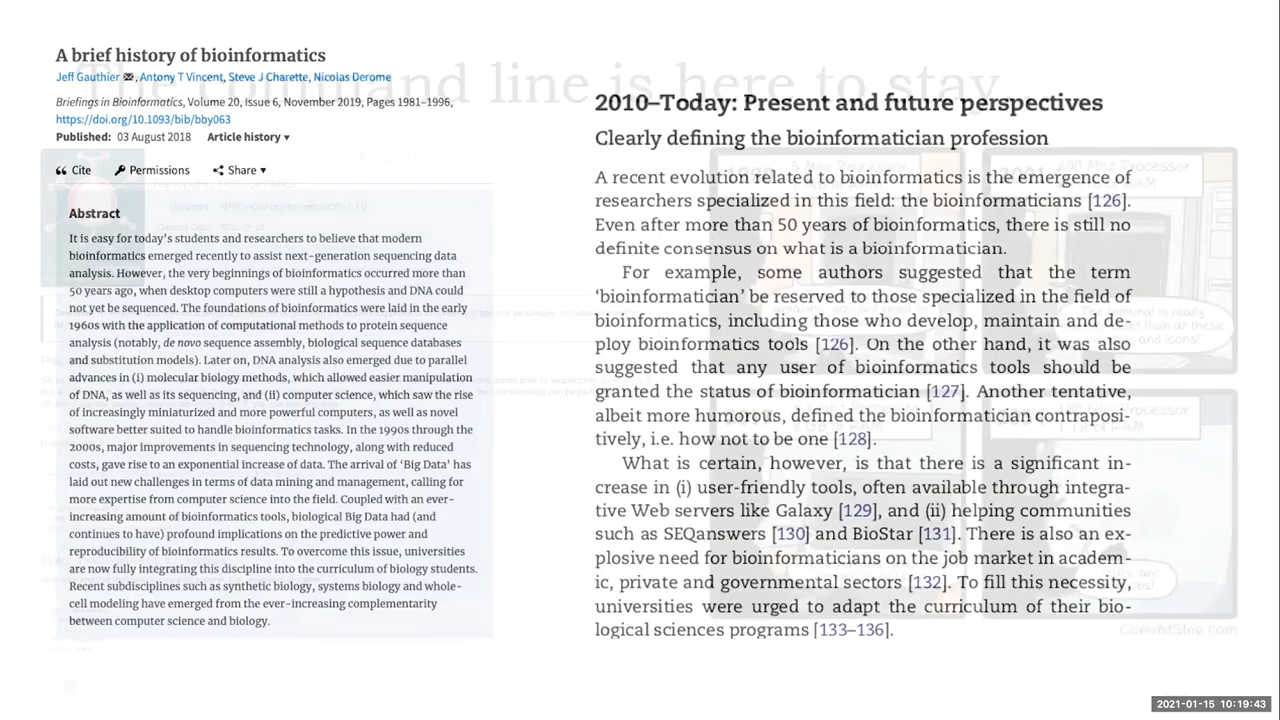 The command line is here to stay
A brief history of bioinformatics
Jeff Gauthier , Antony T Vincent, Steve J Charette, Nicolas Derome
Briefings in Bioinformatics, Volume 20, Issue 6, November 2019, Pages 1981–1996,
https://doi.org/10.1093/bib/bby063
Published: 03 August 2018 Article history ▾
Cite Permissions Share ▾
Abstract
It is easy for today's students and researchers to believe that modern
bioinformatics emerged recently to assist next-generation sequencing data
analysis. However, the very beginnings of bioinformatics occurred more than
50 years ago, when desktop computers were still a hypothesis and DNA could
not yet be sequenced. The foundations of bioinformatics were laid in the early
1960s with the application of computational methods to protein sequence
analysis (notably, de novo sequence assembly, biological sequence databases
and substitution models). Later on, DNA analysis also emerged due to parallel
advances in (i) molecular biology methods, which allowed easier manipulation
of DNA, as well as its sequencing, and (ii) computer science, which saw the rise
of increasingly miniaturized and more powerful computers, as well as novel
software better suited to handle bioinformatics tasks. In the 1990s through the
2000s, major improvements in sequencing technology, along with reduced
costs, gave rise to an exponential increase of data. The arrival of 'Big Data' has
laid out new challenges in terms of data mining and management, calling for
more expertise from computer science into the field. Coupled with an ever-
increasing amount of bioinformatics tools, biological Big Data had (and
continues to have) profound implications on the predictive power and
reproducibility of bioinformatics results. To overcome this issue, universities
are now fully integrating this discipline into the curriculum of biology students.
Recent subdisciplines such as synthetic biology, systems biology and whole-
cell modeling have emerged from the ever-increasing complementarity
between computer science and biology.
2010–Today: Present and future perspectives
Clearly defining the bioinformatician profession
A recent evolution related to bioinformatics is the emergence of
researchers specialized in this field: the bioinformaticians [126].
Even after more than 50 years of bioinformatics, there is still no
definite consensus on what is a bioinformatician.
For example, some authors suggested that the term
'bioinformatician' be reserved to those specialized in the field of
bioinformatics, including those who develop, maintain and de-
ploy bioinformatics tools [126]. On the other hand, it was also
suggested that any user of bioinformatics tools should be
granted the status of bioinformatician [127]. Another tentative,
albeit more humorous, defined the bioinformatician contraposi-
tively, i.e. how not to be one [128].
What is certain, however, is that there is a significant in-
crease in (i) user-friendly tools, often available through integra-
tive Web servers like Galaxy [129], and (ii) helping communities
such as SEQanswers [130] and BioStar [131]. There is also an ex-
plosive need for bioinformaticians on the job market in academ-
ic, private and governmental sectors [132]. To fill this necessity,
universities were urged to adapt the curriculum of their bio-
logical sciences programs [133–136].
CommitStrip.com
2021-01-15 10:19:43